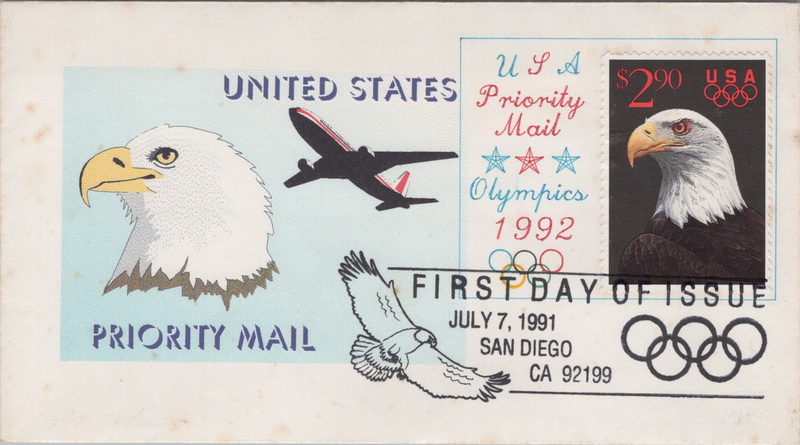 UNITED STATES
PRIORITY MAIL
USA
Priority
Mail
Olympics
1992
$2.90
USA
FIRST DAY OF ISSUE
JULY 7, 1991
SAN DIEGO
CA 92199